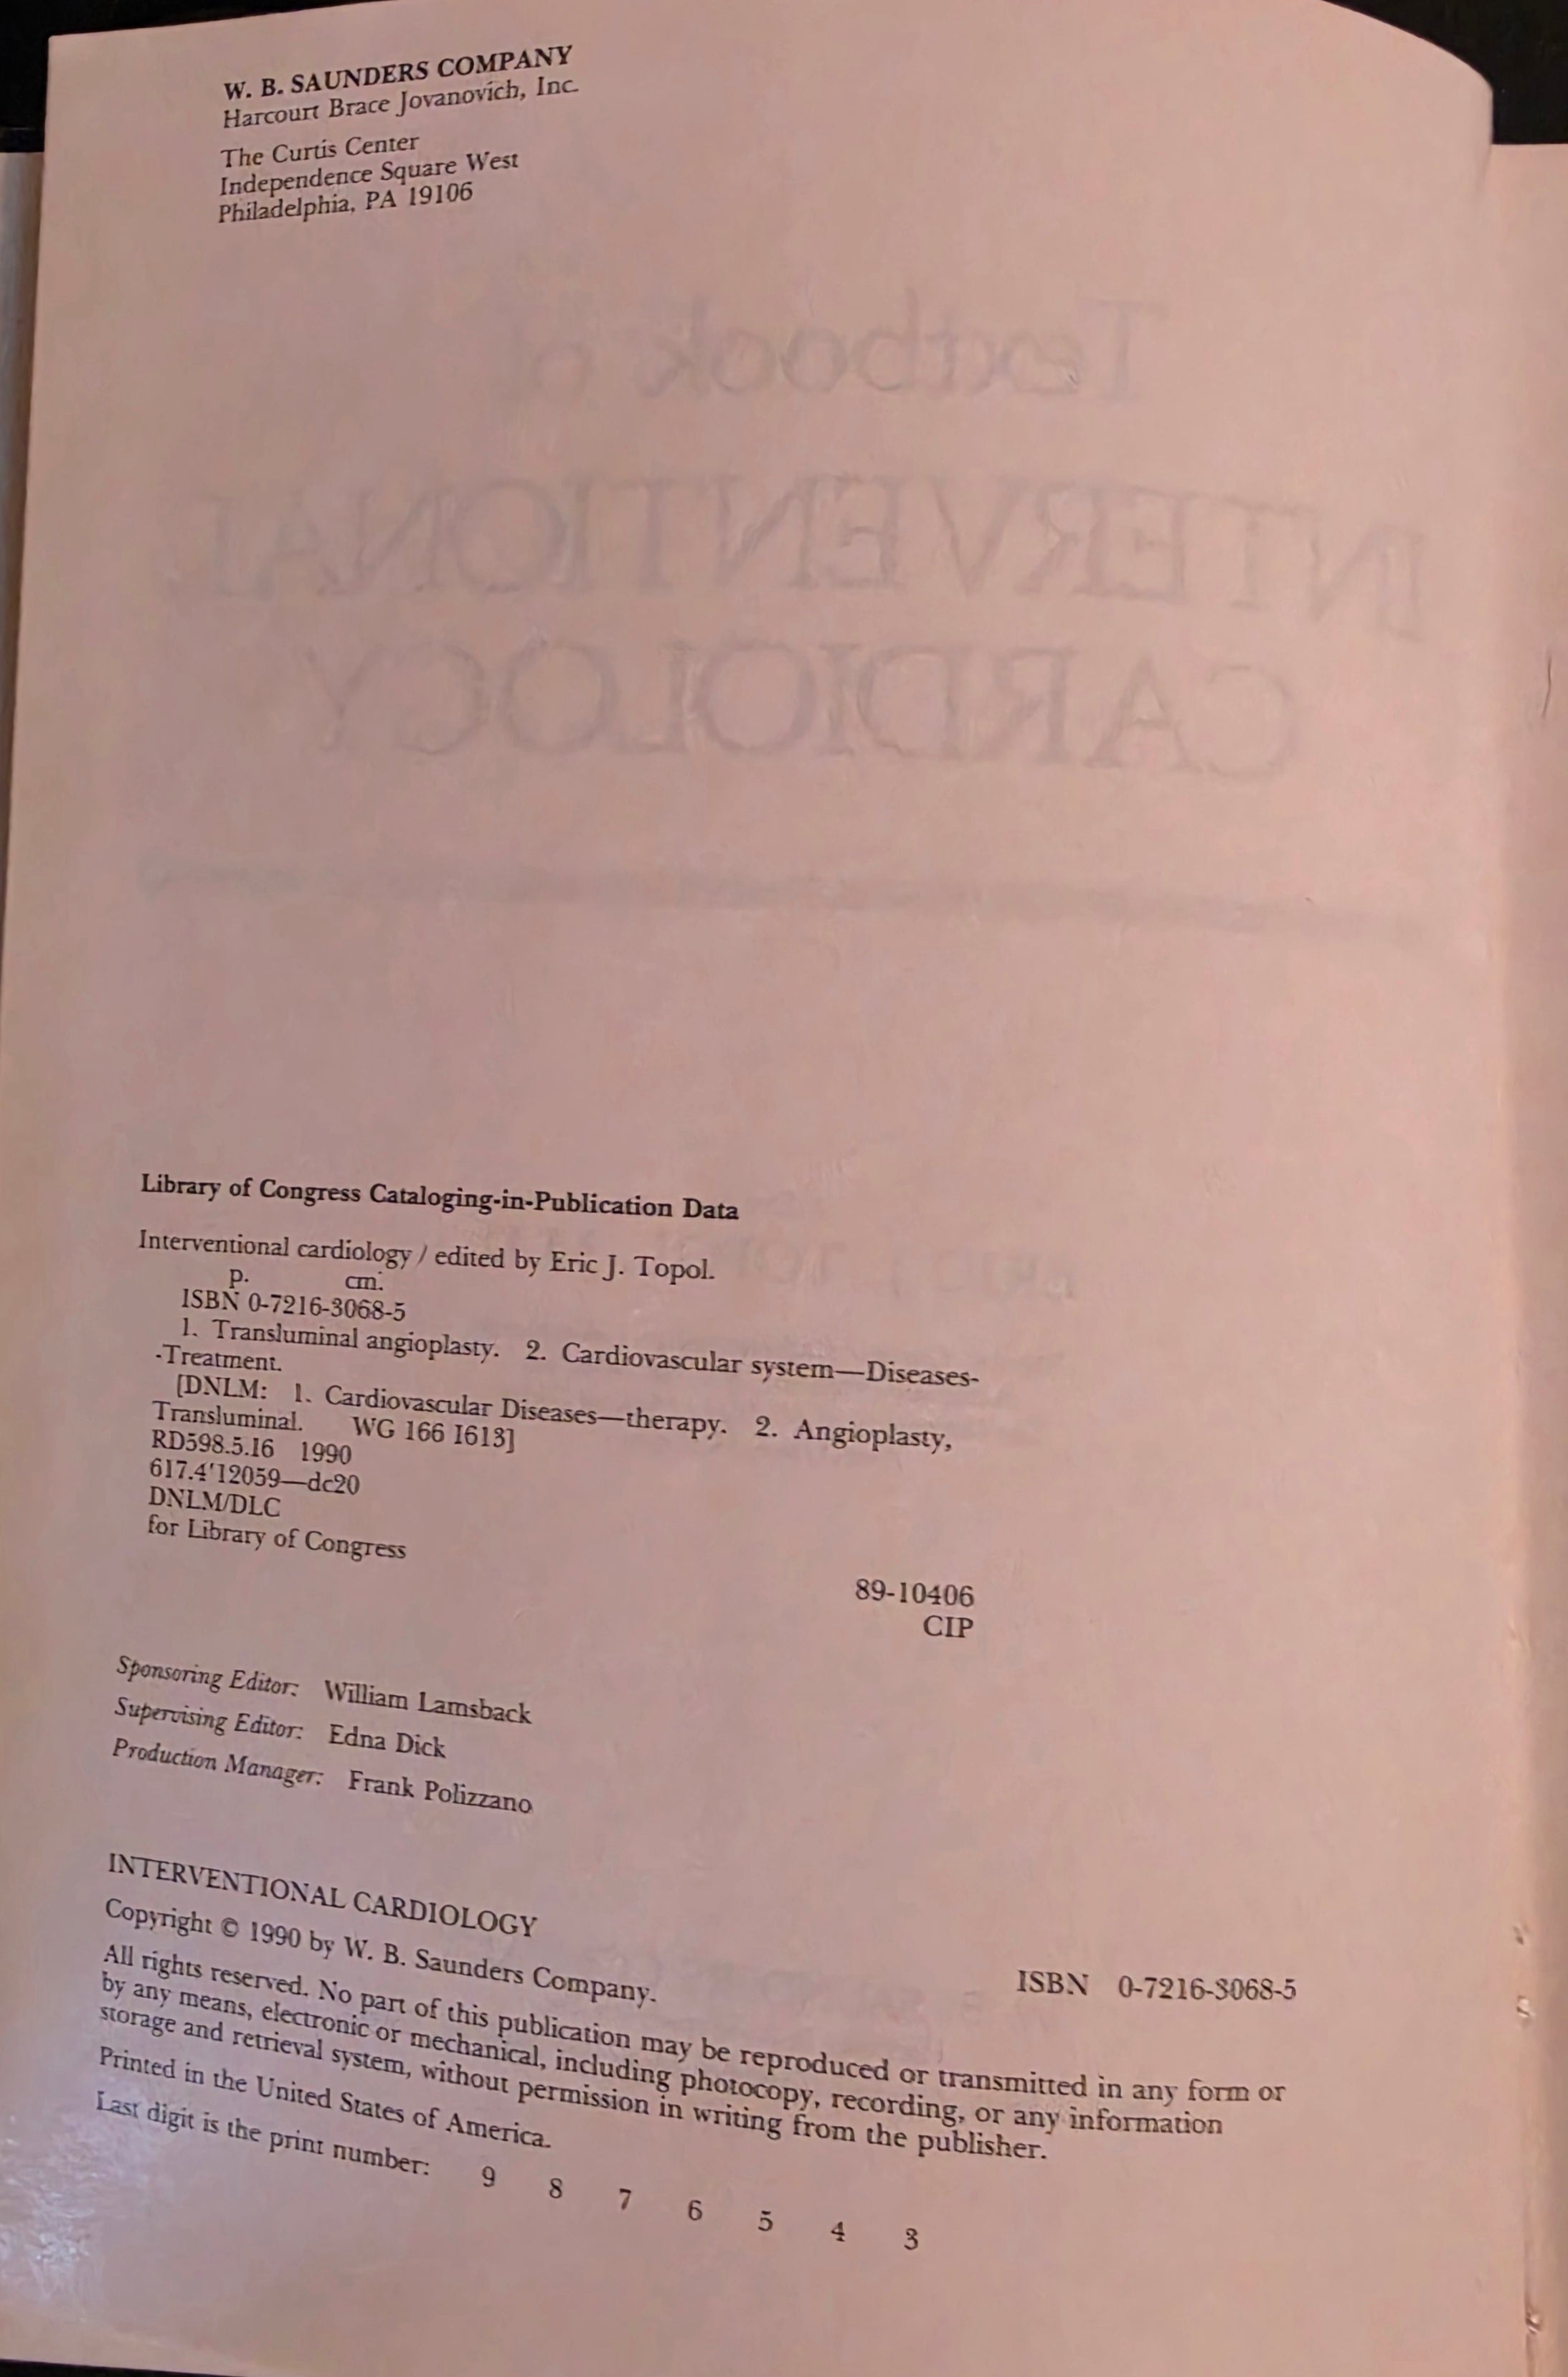 W. B. SAUNDERS COMPANY
Harcourt Brace Jovanovich, Inc.
The Curtis Center
Independence Square West
Philadelphia, PA 19106
Textbook of
INTERVENTIONAL
CARDIOLOGY
Library of Congress Cataloging-in-Publication Data
Interventional cardiology / edited by Eric J. Topol.
p. cm.
ISBN 0-7216-3068-5
1. Transluminal angioplasty. 2. Cardiovascular system—Diseases-
-Treatment.
[DNLM: 1. Cardiovascular Diseases—therapy. 2. Angioplasty,
Transluminal. WG 166 I613]
RD598.5.I6 1990
617.4'12059—dc20
DNLM/DLC
for Library of Congress
89-10406
CIP
Sponsoring Editor: William Lamsback
Supervising Editor: Edna Dick
Production Manager: Frank Polizzano
INTERVENTIONAL CARDIOLOGY
ISBN 0-7216-3068-5
Copyright © 1990 by W. B. Saunders Company.
All rights reserved. No part of this publication may be reproduced or transmitted in any form or
by any means, electronic or mechanical, including photocopy, recording, or any information
storage and retrieval system, without permission in writing from the publisher.
Printed in the United States of America.
Last digit is the print number: 9 8 7 6 5 4 3